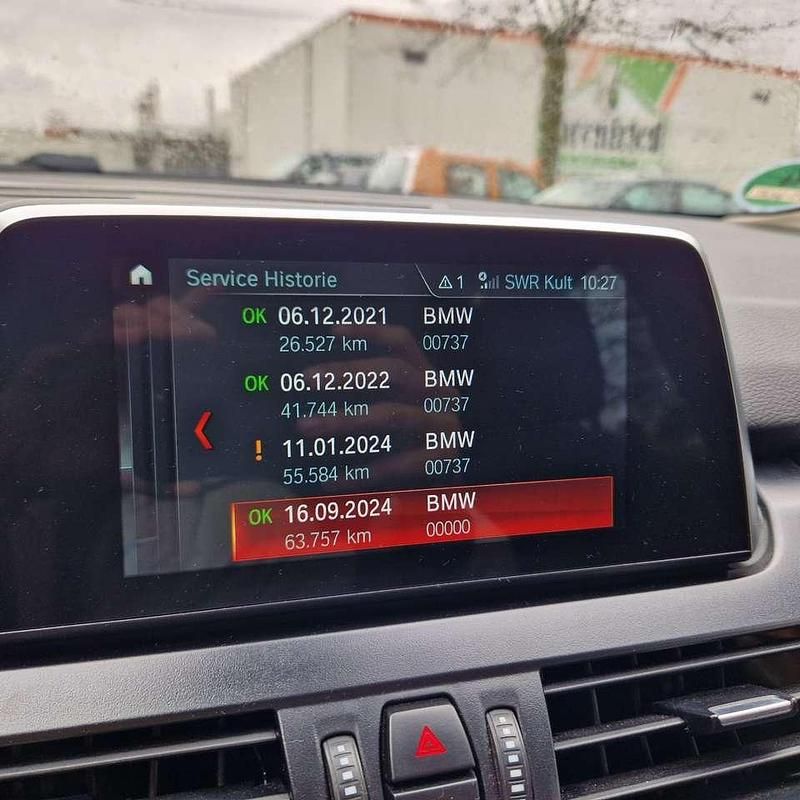 Service Historie
1 SWR Kult 10:27
OK 06.12.2021 BMW
26.527 km 00737
OK 06.12.2022 BMW
41.744 km 00737
! 11.01.2024 BMW
55.584 km 00737
OK 16.09.2024 BMW
63.757 km 00000